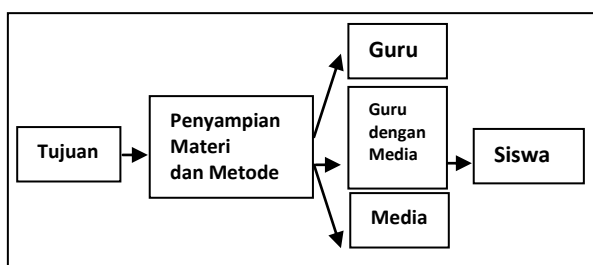 Tujuan
Penyampian
Materi
dan Metode
Guru
Guru
dengan
Media
Media
Siswa